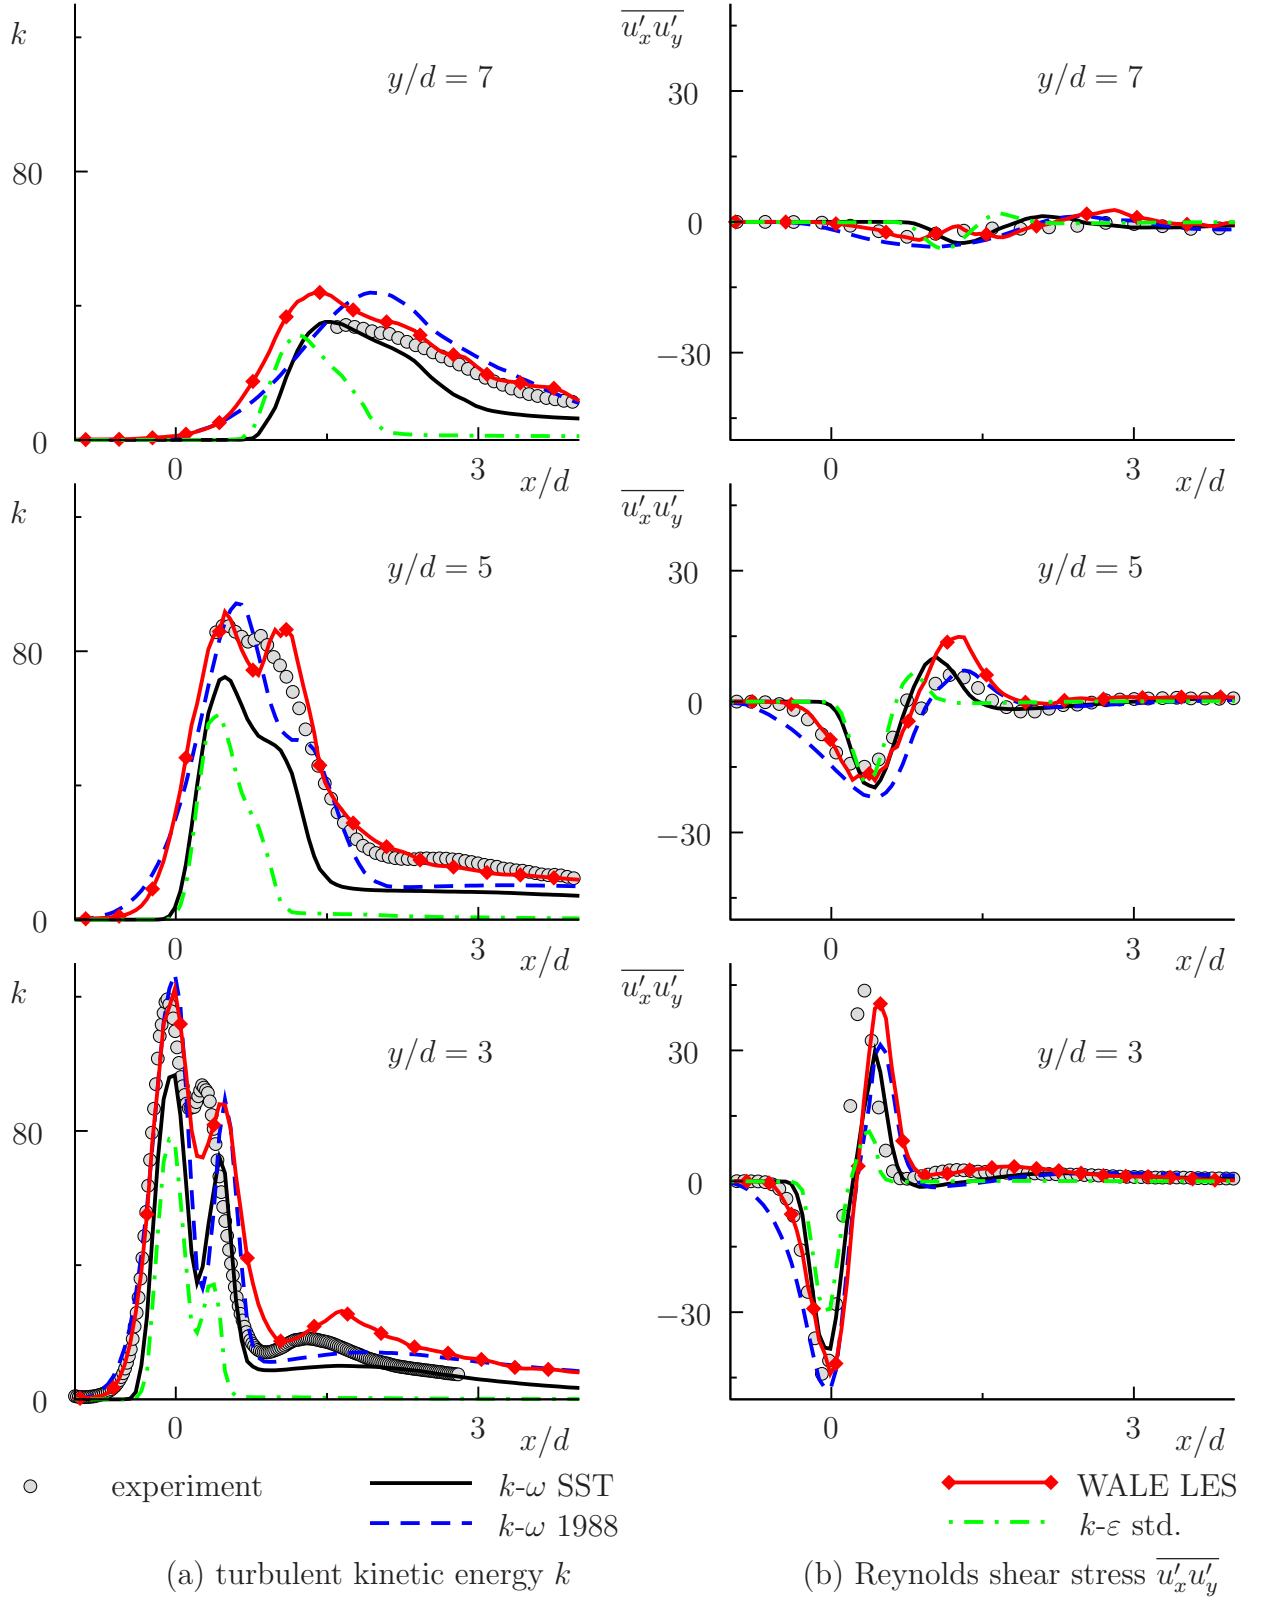 k
y/d = 7
80
0
0
3
x/d
u′ₓu′ᵧ
y/d = 7
30
0
−30
0
3
x/d
k
y/d = 5
80
0
0
3
x/d
u′ₓu′ᵧ
y/d = 5
30
0
−30
0
3
x/d
k
y/d = 3
80
0
0
3
x/d
u′ₓu′ᵧ
y/d = 3
30
0
−30
0
3
x/d
experiment
k-ω SST
k-ω 1988
WALE LES
k-ε std.
(a) turbulent kinetic energy k
(b) Reynolds shear stress u′ₓu′ᵧ